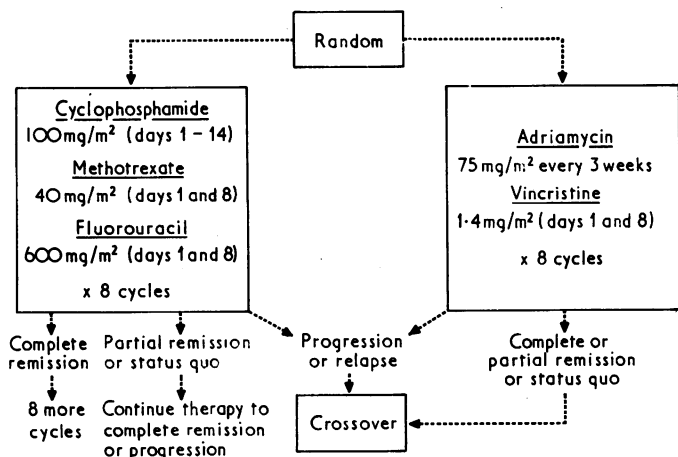 Random
Cyclophosphamide
100mg/m² (days 1 – 14)
Methotrexate
40mg/m² (days 1 and 8)
Fluorouracil
600mg/m² (days 1 and 8)
x 8 cycles
Adriamycin
75mg/m² every 3 weeks
Vincristine
1·4mg/m² (days 1 and 8)
x 8 cycles
Complete
remission
8 more
cycles
Partial remission
or status quo
Continue therapy to
complete remission
or progression
Progression
or relapse
Crossover
Complete or
partial remission
or status quo